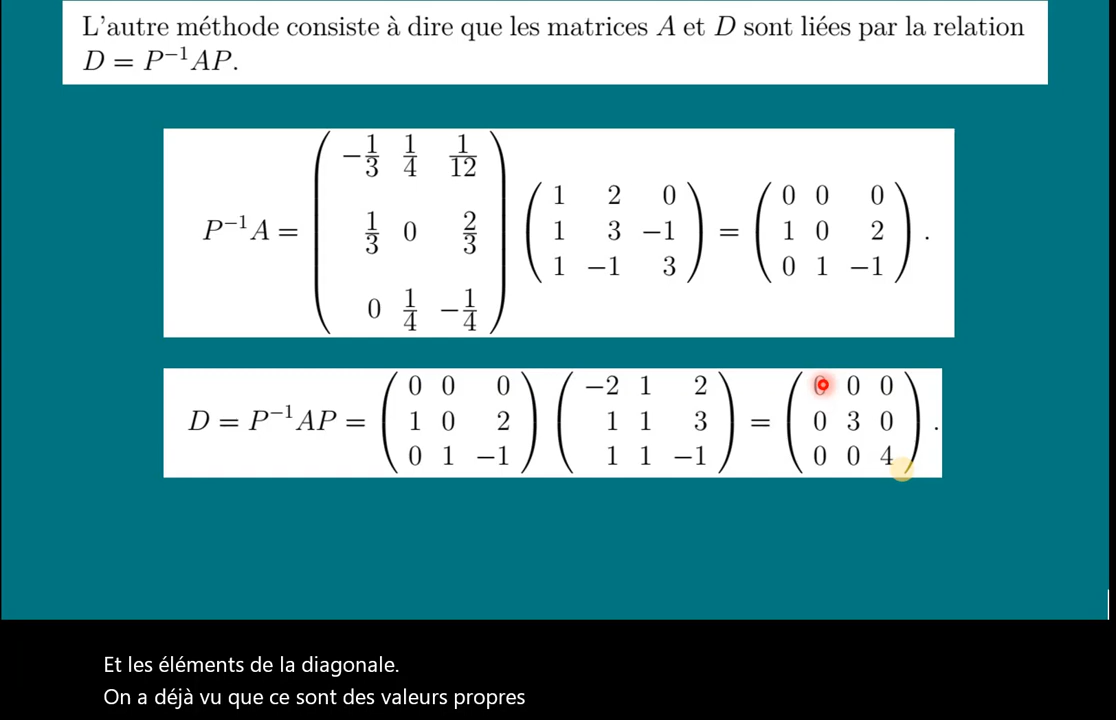 L'autre méthode consiste à dire que les matrices A et D sont liées par la relation
D = P⁻¹AP.
P⁻¹A = ( −1/3 1/4 1/12 ; 1/3 0 2/3 ; 0 1/4 −1/4 ) ( 1 2 0 ; 1 3 −1 ; 1 −1 3 ) = ( 0 0 0 ; 1 0 2 ; 0 1 −1 ) .
D = P⁻¹AP = ( 0 0 0 ; 1 0 2 ; 0 1 −1 ) ( −2 1 2 ; 1 1 3 ; 1 1 −1 ) = ( 0 0 0 ; 0 3 0 ; 0 0 4 ) .
Et les éléments de la diagonale.
On a déjà vu que ce sont des valeurs propres